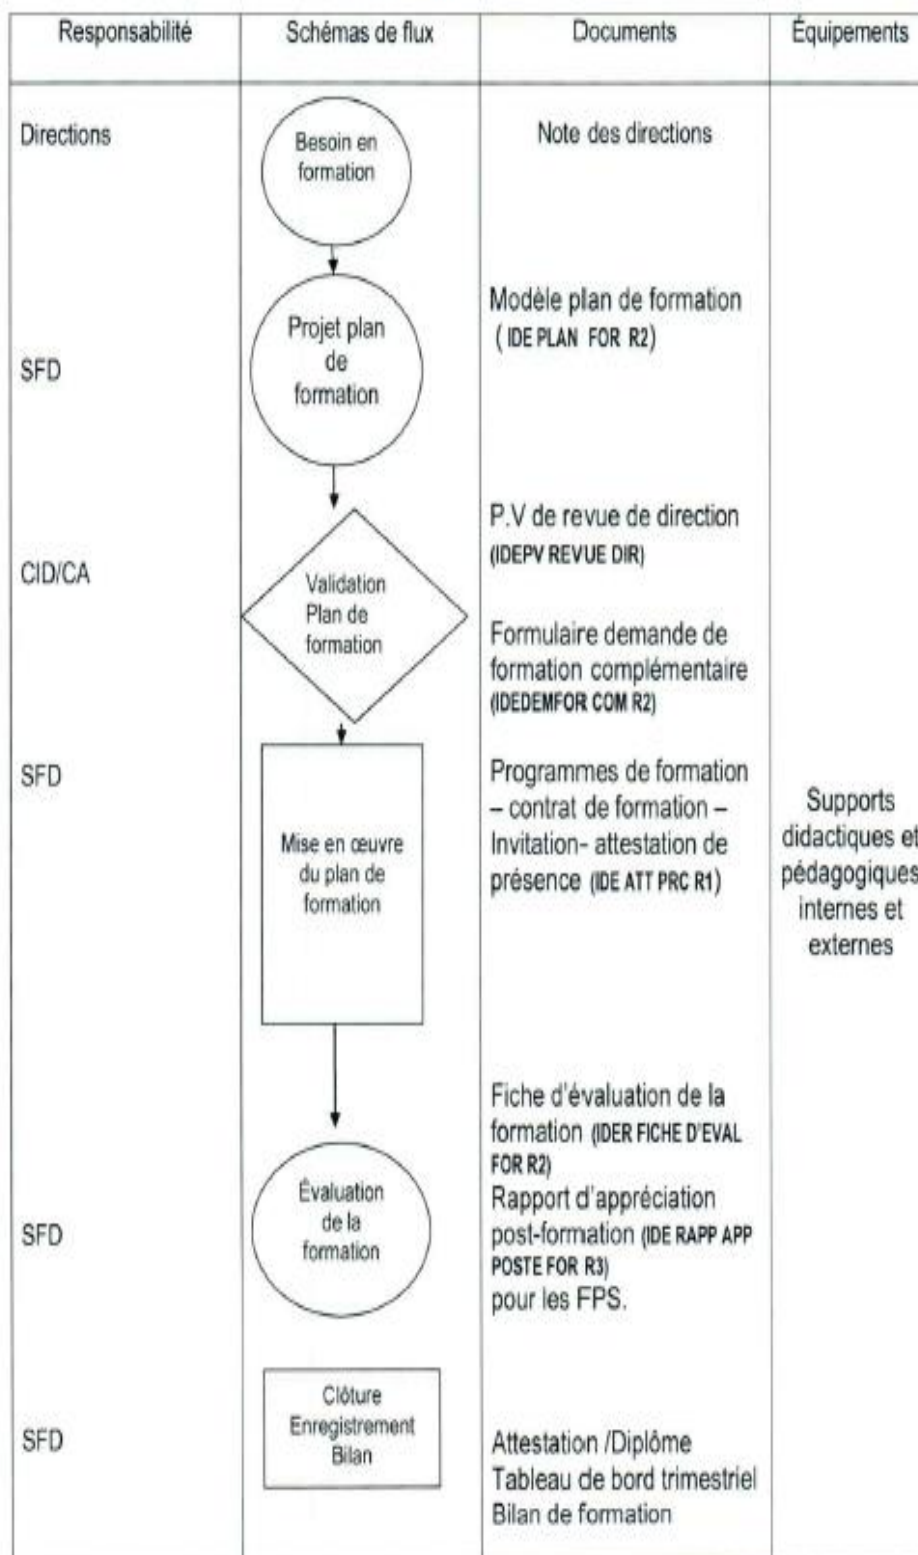 Responsabilité
Schémas de flux
Documents
Équipements
Directions
Besoin en
formation
Note des directions
SFD
Projet plan
de
formation
Modèle plan de formation
( IDE PLAN FOR R2)
CID/CA
Validation
Plan de
formation
P.V de revue de direction
(IDEPV REVUE DIR)
Formulaire demande de
formation complémentaire
(IDEDEMFOR COM R2)
SFD
Mise en œuvre
du plan de
formation
Programmes de formation
– contrat de formation –
Invitation- attestation de
présence (IDE ATT PRC R1)
Supports
didactiques et
pédagogiques
internes et
externes
SFD
Évaluation
de la
formation
Fiche d'évaluation de la
formation (IDER FICHE D'EVAL
FOR R2)
Rapport d'appréciation
post-formation (IDE RAPP APP
POSTE FOR R3)
pour les FPS.
SFD
Clôture
Enregistrement
Bilan
Attestation /Diplôme
Tableau de bord trimestriel
Bilan de formation